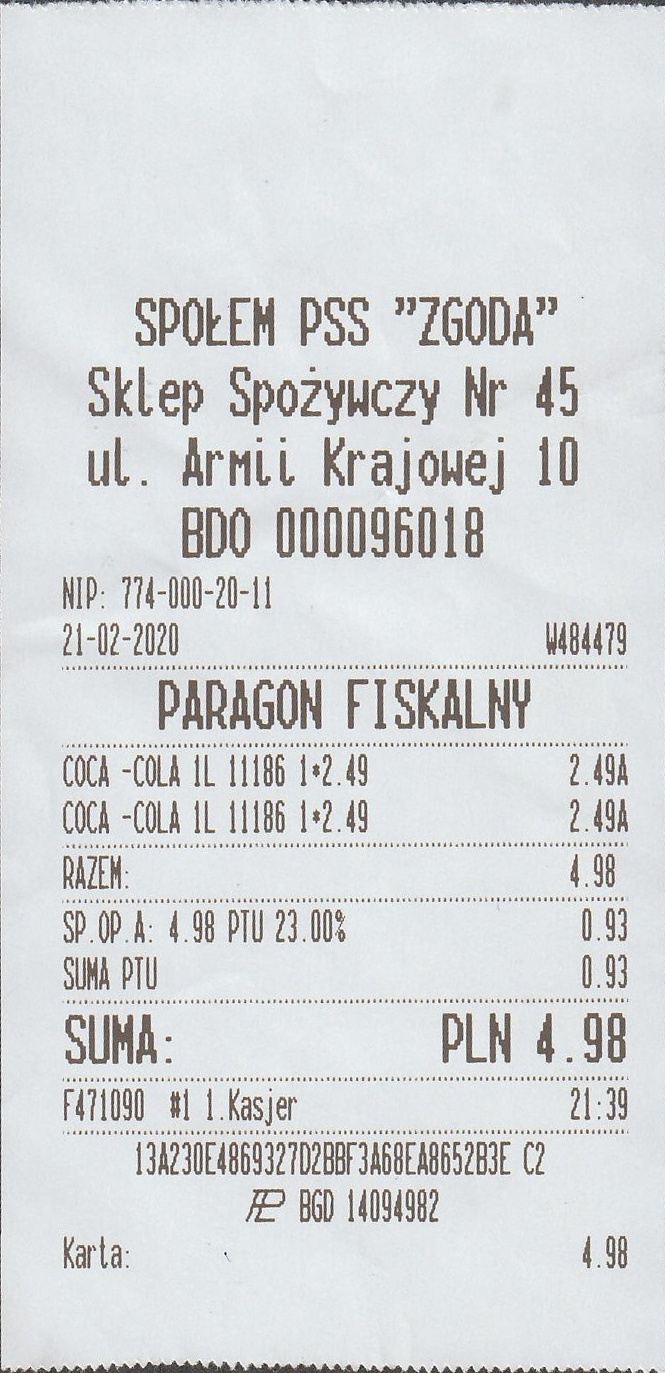 SPOŁEM PSS ”ZGODA”
Sklep Spożywczy Nr 45
ul. Armii Krajowej 10
BDO 000096018
NIP: 774-000-20-11
21-02-2020 W484479
PARAGON FISKALNY
COCA -COLA 1L 11186 1*2.49 2.49A
COCA -COLA 1L 11186 1*2.49 2.49A
RAZEM: 4.98
SP.OP.A: 4.98 PTU 23.00% 0.93
SUMA PTU 0.93
SUMA: PLN 4.98
F471090 #1 1.Kasjer 21:39
13A230E4869327D2BBF3A68EA8652B3E C2
BGD 14094982
Karta: 4.98